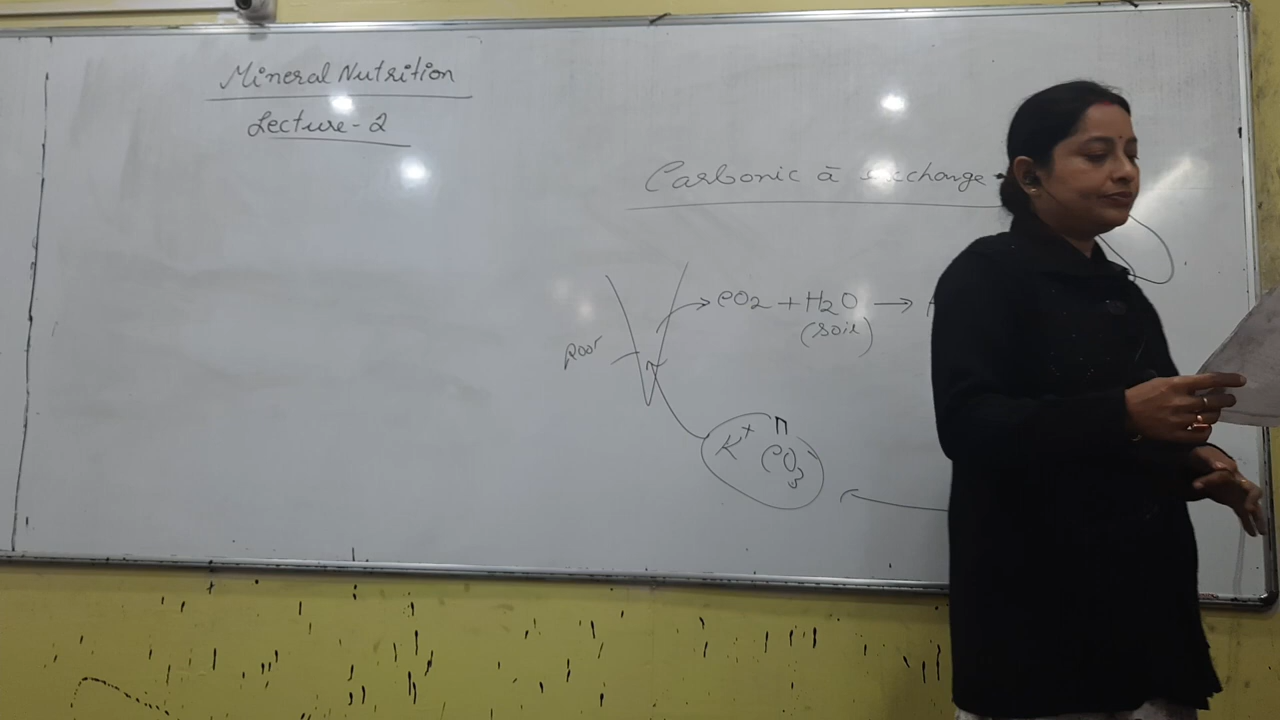 Mineral Nutrition
Lecture-2
Carbonic ā exchange
CO2 + H2O →
(soil)
Root
K+ CO3